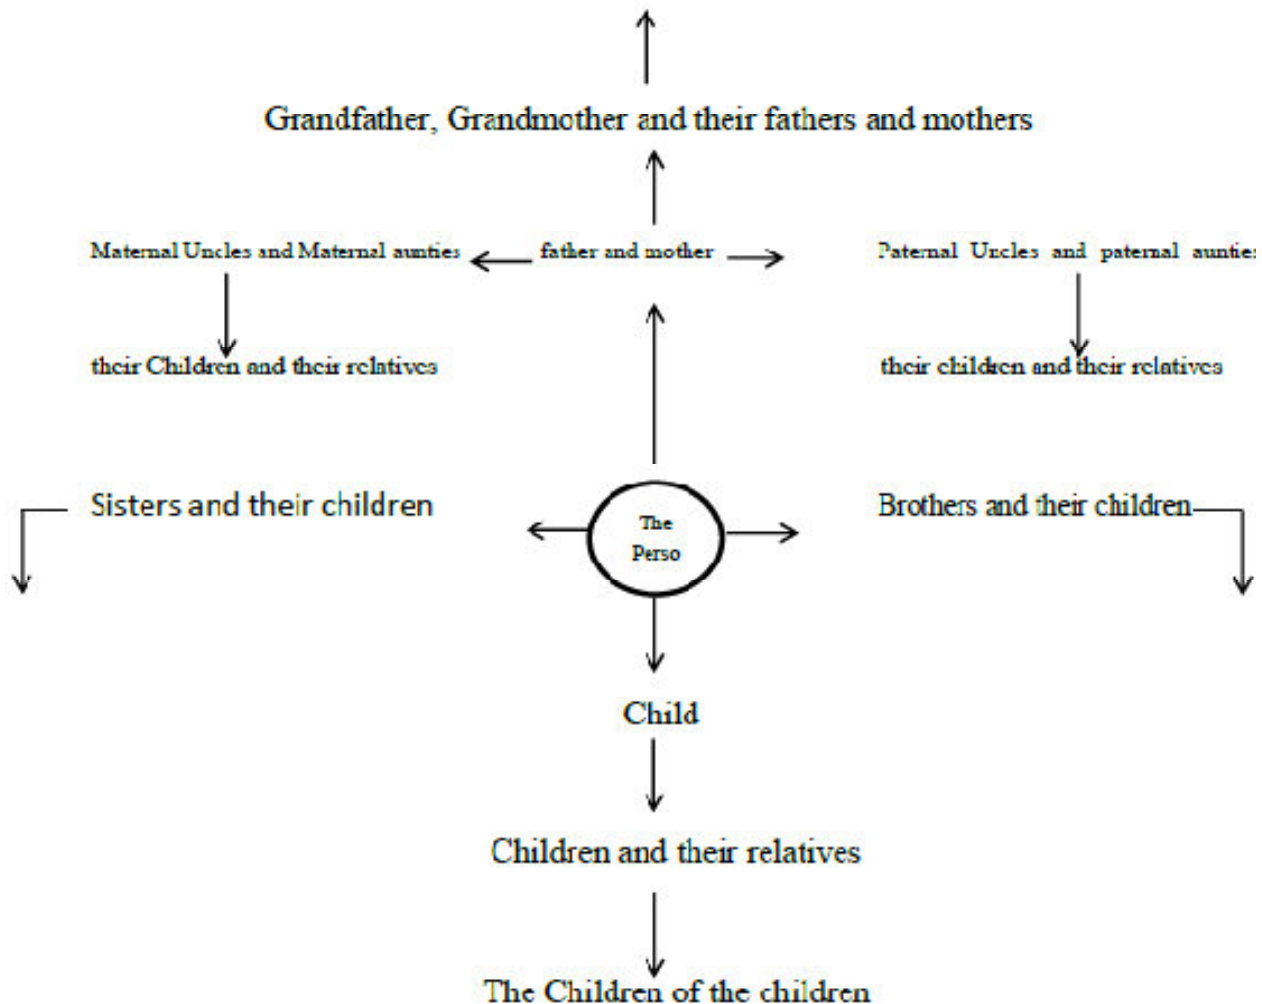 Grandfather, Grandmother and their fathers and mothers
Maternal Uncles and Maternal aunties
father and mother
Paternal Uncles and paternal aunties
their Children and their relatives
their children and their relatives
Sisters and their children
The
Perso
Brothers and their children
Child
Children and their relatives
The Children of the children